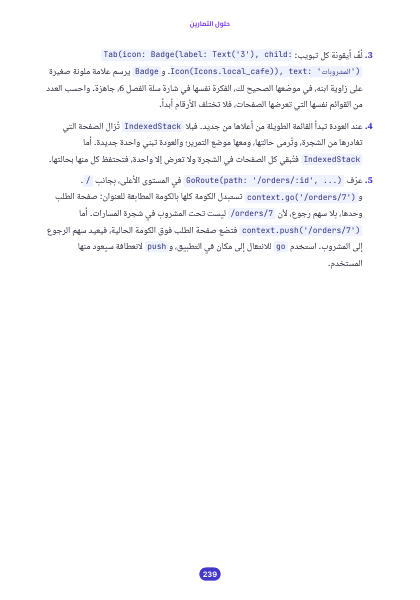 حلول التمارين
3. لُفّ أيقونة كل تبويب: Tab(icon: Badge(label: Text('3'), child:
Icon(Icons.local_cafe)), text: 'المشروبات'). و Badge يرسم علامة ملونة صغيرة
على زاوية ابنه، في موضعها الصحيح لك، الفكرة نفسها في شارة سلة الفصل 6، جاهزة. واحسب العدد
من القوائم نفسها التي تعرضها الصفحات، فلا تختلف الأرقام أبداً.
4. عند العودة تبدأ القائمة الطويلة من أعلاها من جديد. فبلا IndexedStack تُزال الصفحة التي
تغادرها من الشجرة، وتُرمى حالتها، ومعها موضع التمرير؛ والعودة تبني واحدة جديدة. أما
IndexedStack فتُبقي كل الصفحات في الشجرة ولا تعرض إلا واحدة، فتحتفظ كل منها بحالتها.
5. عرّف GoRoute(path: '/orders/:id', ...) في المستوى الأعلى، بجانب / .
و context.go('/orders/7') تستبدل الكومة كلها بالكومة المطابقة للعنوان: صفحة الطلب
وحدها، بلا سهم رجوع، لأن /orders/7 ليست تحت المشروب في شجرة المسارات. أما
context.push('/orders/7') فتضع صفحة الطلب فوق الكومة الحالية، فيعيد سهم الرجوع
إلى المشروب. استخدم go للانتقال إلى مكان في التطبيق، و push لانعطافة سيعود منها
المستخدم.
239